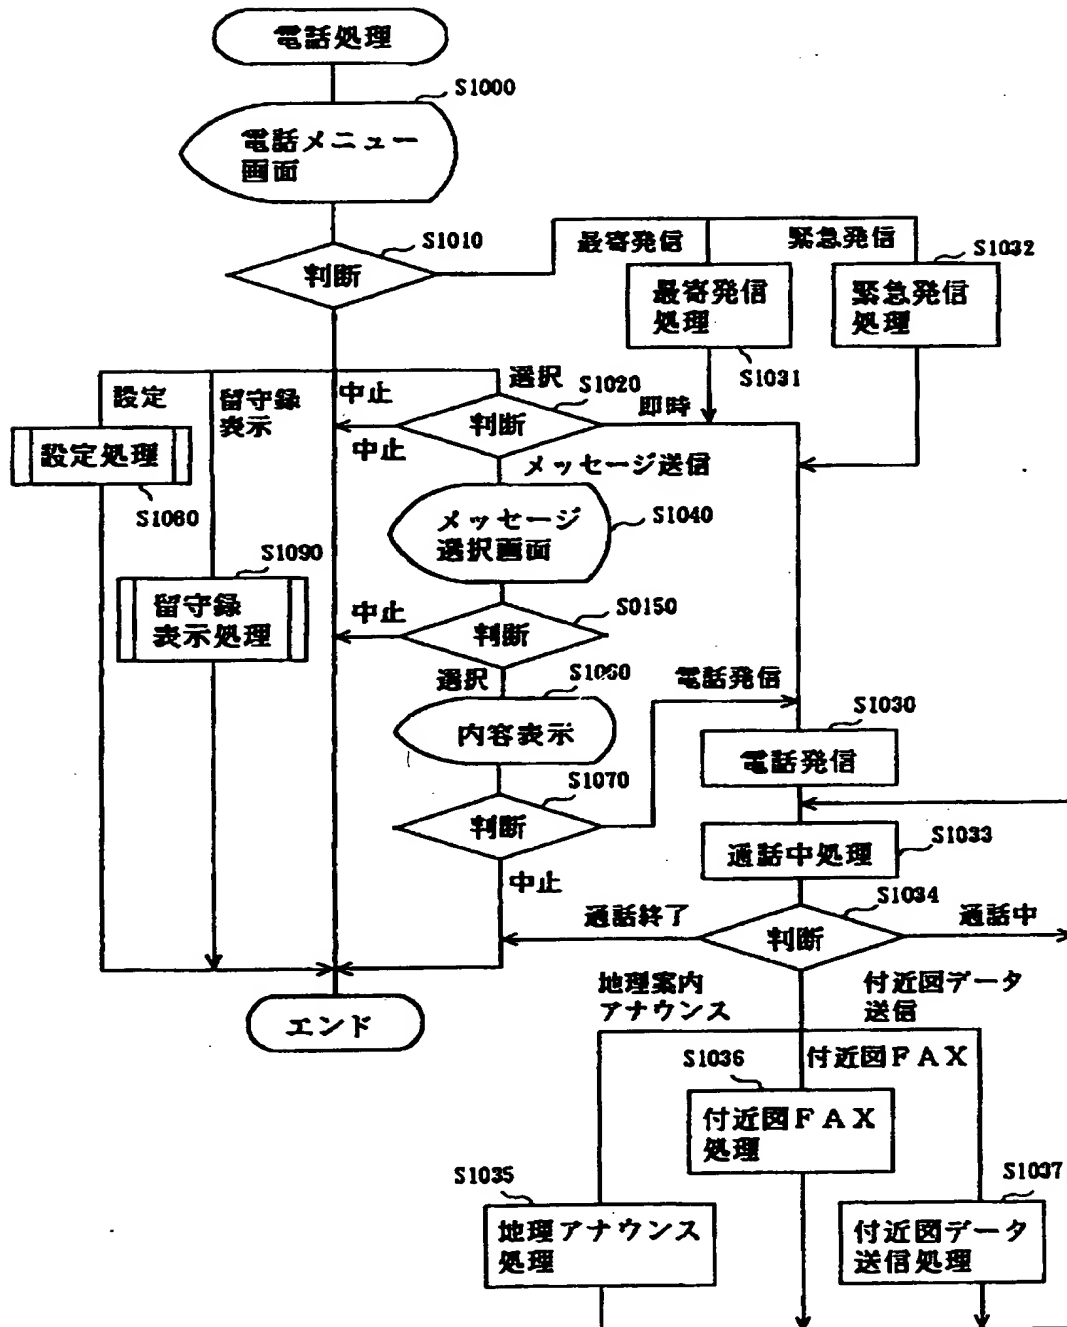 電話処理
S1000
電話メニュー
画面
S1010
判断
最寄発信
緊急発信
S1032
最寄発信
処理
緊急発信
処理
S1031
設定
留守録
表示
中止
選択
S1020
即時
判断
中止
メッセージ送信
設定処理
S1080
メッセージ
選択画面
S1040
S1090
留守録
表示処理
中止
S0150
判断
選択
S1060
電話発信
内容表示
S1030
電話発信
S1070
判断
中止
通話中処理
S1033
通話終了
S1034
通話中
判断
地理案内
アナウンス
付近図データ
送信
エンド
S1036
付近図FAX
付近図FAX
処理
S1035
S1037
地理アナウンス
処理
付近図データ
送信処理